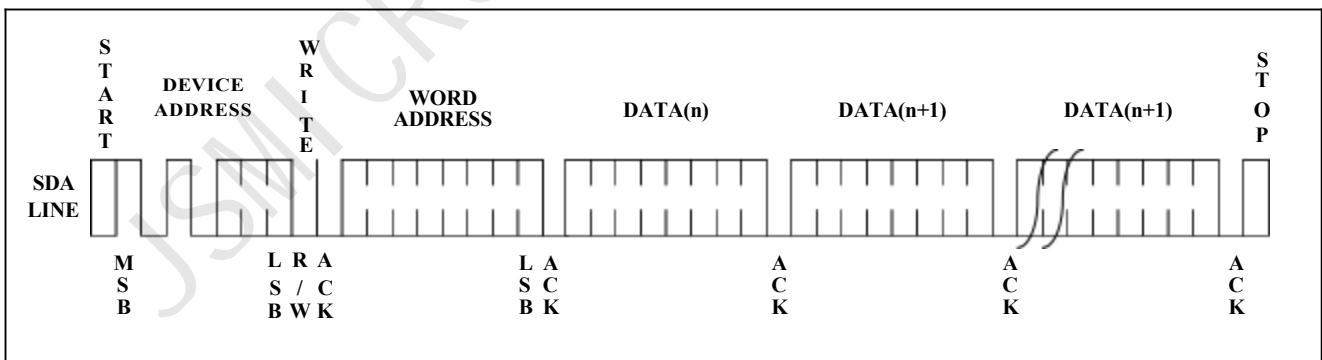 JSMICR
START
DEVICE
ADDRESS
WRITE
WORD
ADDRESS
DATA(n)
DATA(n+1)
DATA(n+1)
STOP
SDA
LINE
MSB
LSB
R/W
ACK
LSB
ACK
ACK
ACK
ACK